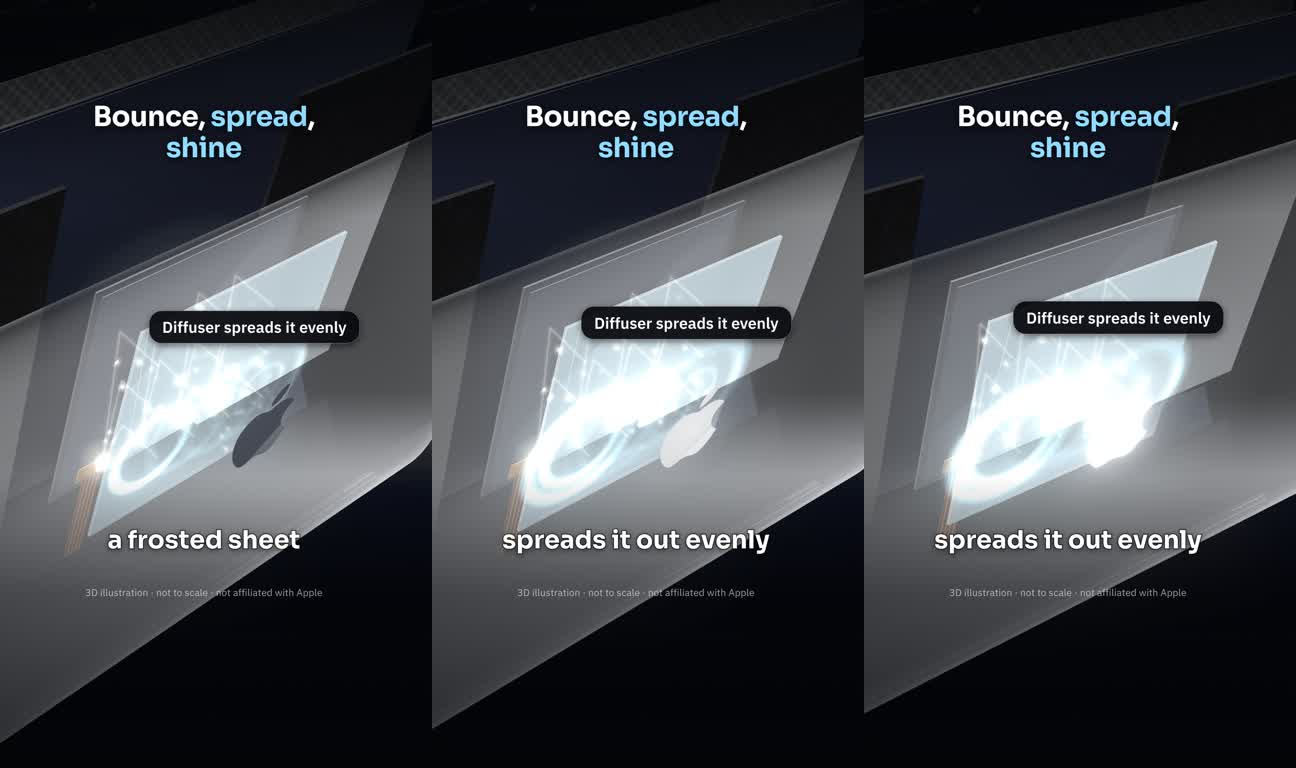 Bounce, spread,
shine
Diffuser spreads it evenly
a frosted sheet
3D illustration · not to scale · not affiliated with Apple
Bounce, spread,
shine
Diffuser spreads it evenly
spreads it out evenly
3D illustration · not to scale · not affiliated with Apple
Bounce, spread,
shine
Diffuser spreads it evenly
spreads it out evenly
3D illustration · not to scale · not affiliated with Apple